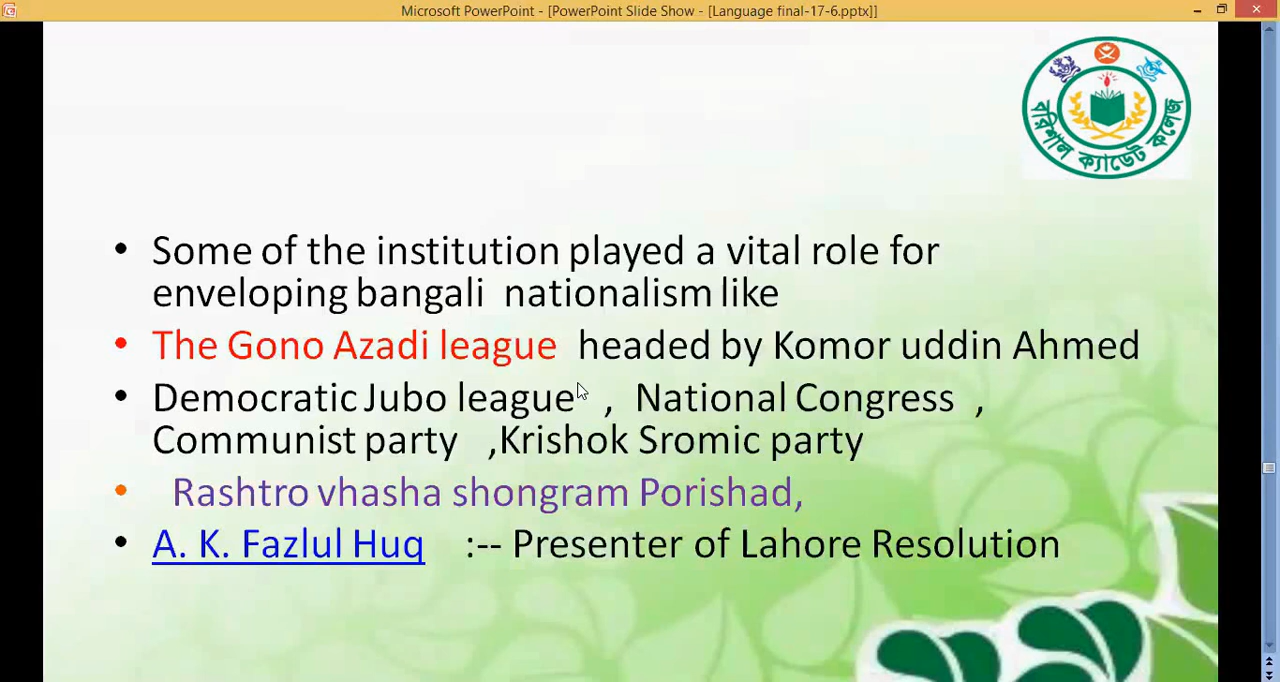 Microsoft PowerPoint - [PowerPoint Slide Show - [Language final-17-6.pptx]]
বরিশাল ক্যাডেট কলেজ
• Some of the institution played a vital role for
enveloping bangali nationalism like
• The Gono Azadi league headed by Komor uddin Ahmed
• Democratic Jubo league , National Congress ,
Communist party ,Krishok Sromic party
• Rashtro vhasha shongram Porishad,
• A. K. Fazlul Huq :-- Presenter of Lahore Resolution